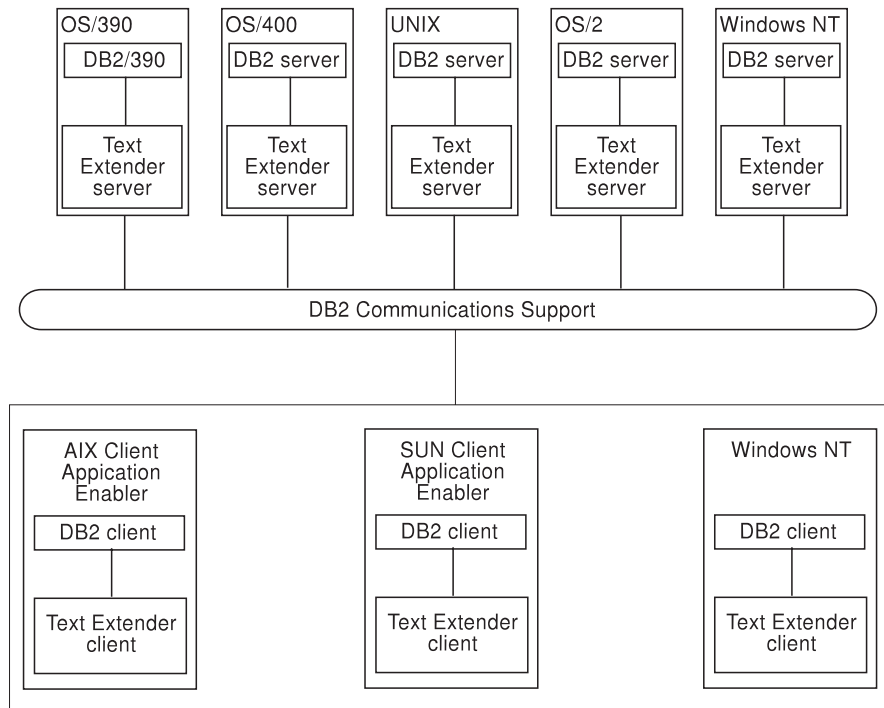 OS/390
DB2/390
Text
Extender
server
OS/400
DB2 server
Text
Extender
server
UNIX
DB2 server
Text
Extender
server
OS/2
DB2 server
Text
Extender
server
Windows NT
DB2 server
Text
Extender
server
DB2 Communications Support
AIX Client
Appication
Enabler
DB2 client
Text Extender
client
SUN Client
Application
Enabler
DB2 client
Text Extender
client
Windows NT
DB2 client
Text Extender
client